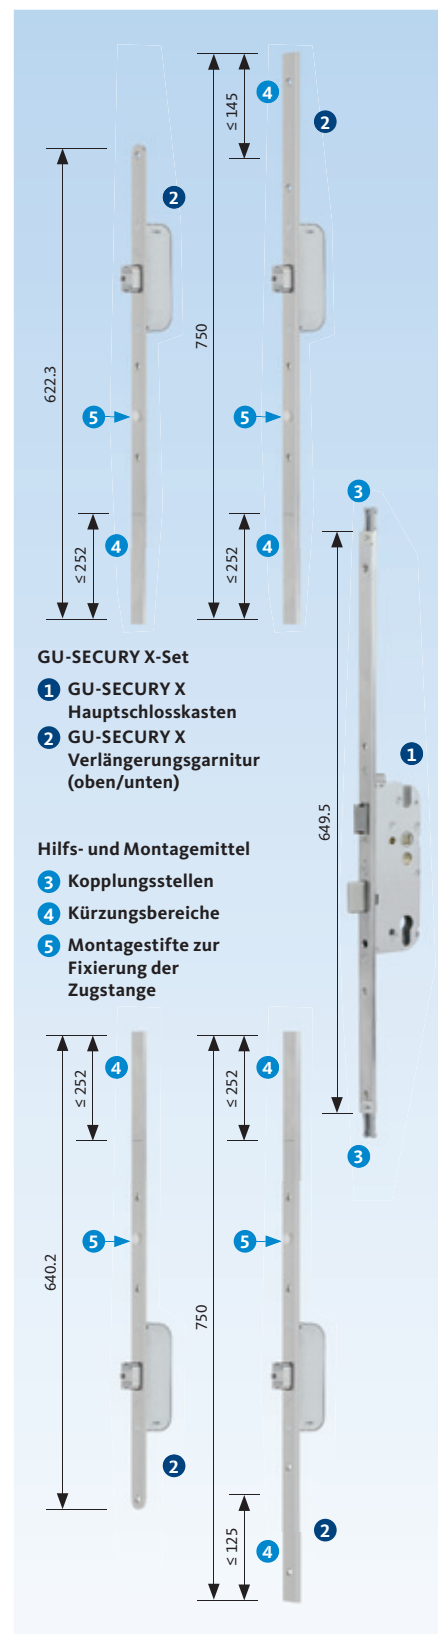 4
≤ 145
2
2
622.3
750
5
5
3
4
4
≤ 252
≤ 252
GU-SECURY X-Set
1 GU-SECURY X
Hauptschlosskasten
2 GU-SECURY X
Verlängerungsgarnitur
(oben/unten)
1
649.5
Hilfs- und Montagemittel
3 Kopplungsstellen
4 Kürzungsbereiche
5 Montagestifte zur
Fixierung der
Zugstange
4
4
≤ 252
≤ 252
3
5
5
640.2
750
2
2
4
≤ 125